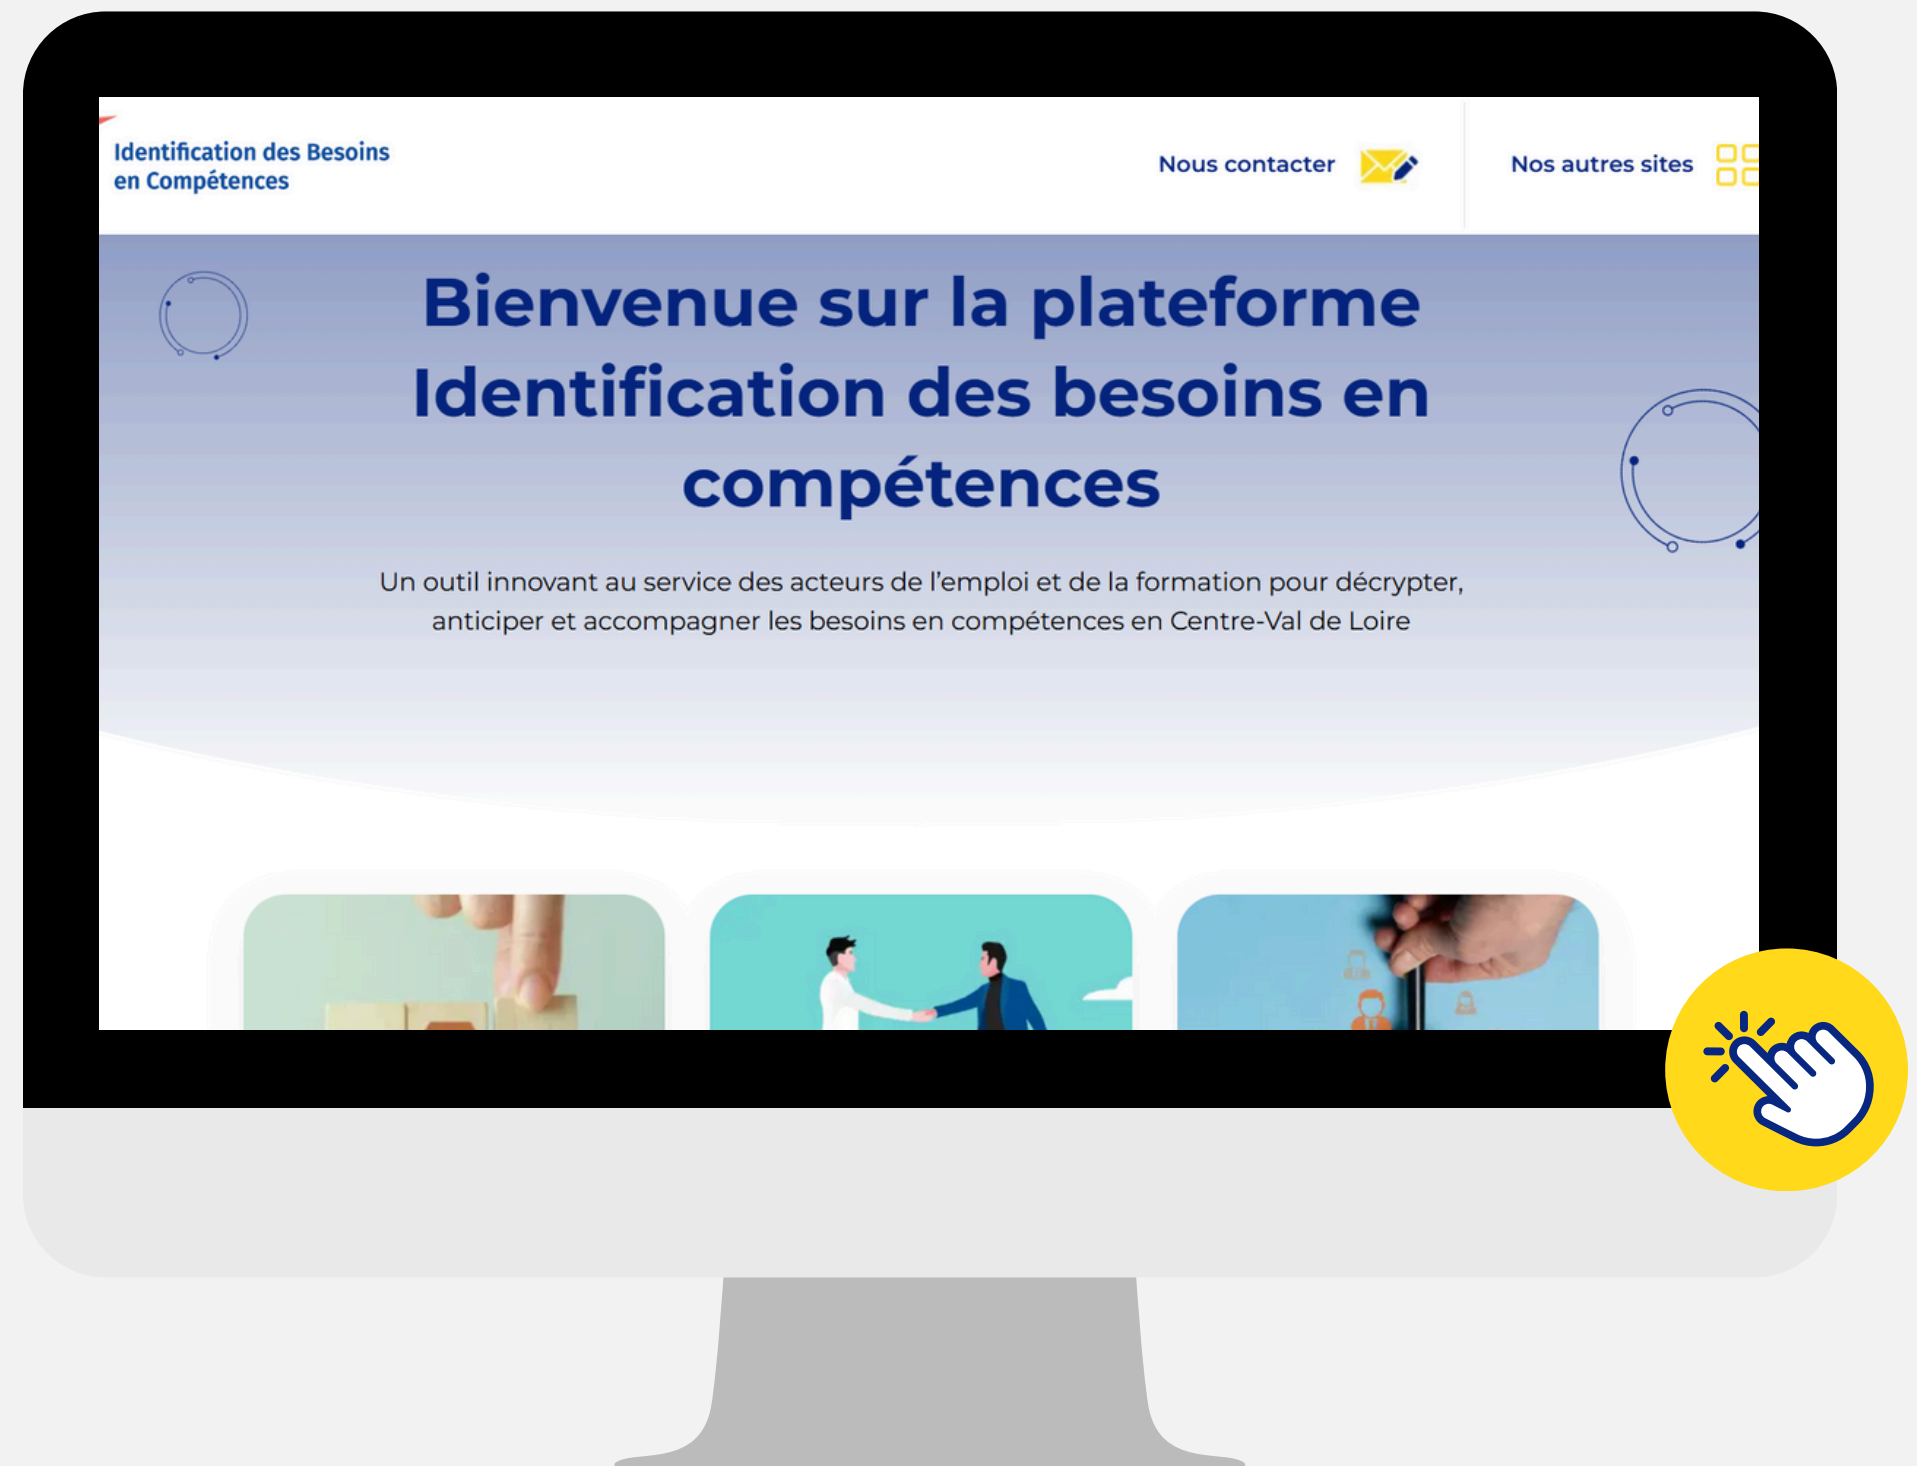 Identification des Besoins
en Compétences
Nous contacter
Nos autres sites
Bienvenue sur la plateforme
Identification des besoins en
compétences
Un outil innovant au service des acteurs de l’emploi et de la formation pour décrypter,
anticiper et accompagner les besoins en compétences en Centre-Val de Loire